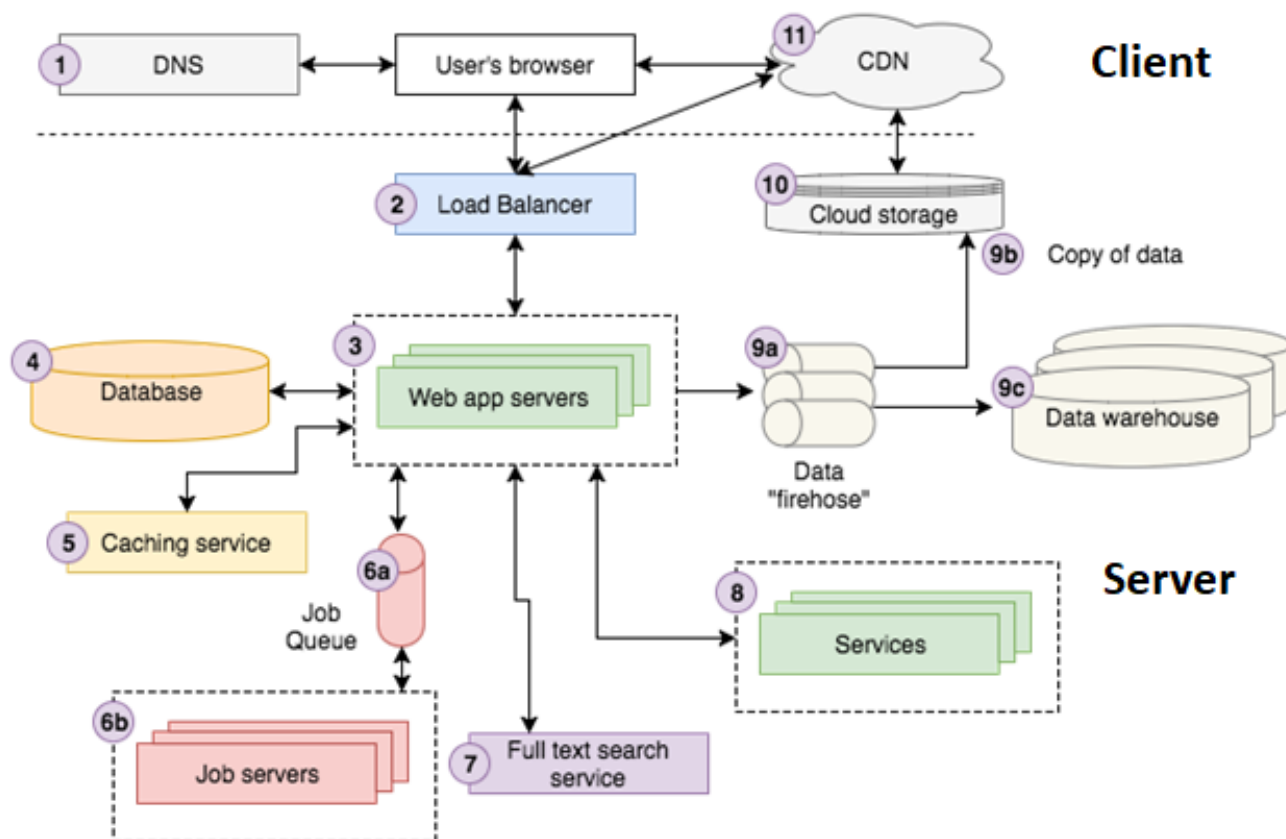 1
DNS
User's browser
11
CDN
Client
2
Load Balancer
10
Cloud storage
9b
Copy of data
3
Web app servers
4
Database
9a
Data
"firehose"
9c
Data warehouse
5
Caching service
6a
Job
Queue
8
Services
Server
6b
Job servers
7
Full text search
service